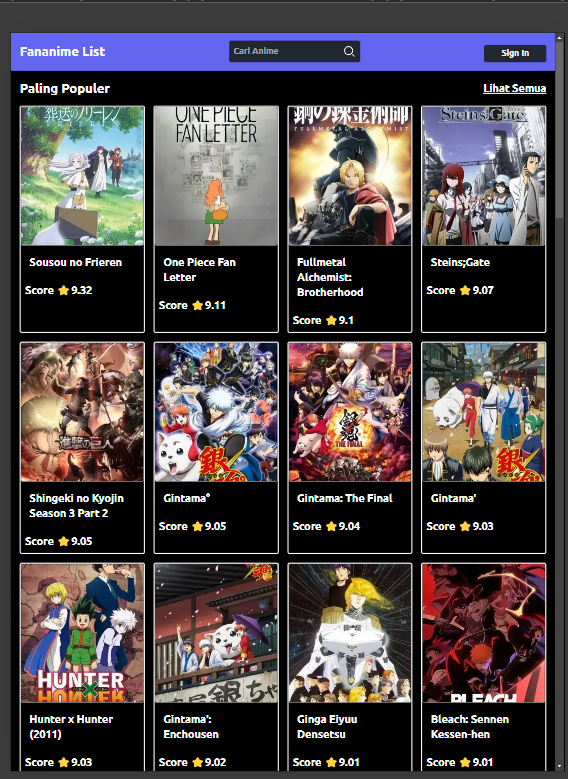 Fananime List
Cari Anime
Sign In
Paling Populer
Lihat Semua
葬送のフリーレン
ONE PIECE
FAN LETTER
鋼の錬金術師
FULLMETAL ALCHEMIST
Steins;Gate
Sousou no Frieren
One Piece Fan
Letter
Fullmetal
Alchemist:
Brotherhood
Steins;Gate
Score ⭐ 9.32
Score ⭐ 9.11
Score ⭐ 9.1
Score ⭐ 9.07
進撃の巨人
銀魂
銀魂
THE FINAL
銀魂
Shingeki no Kyojin
Season 3 Part 2
Gintama°
Gintama: The Final
Gintama'
Score ⭐ 9.05
Score ⭐ 9.05
Score ⭐ 9.04
Score ⭐ 9.03
HUNTER
HUNTER
銀ちゃ
BLEACH
Hunter x Hunter
(2011)
Gintama':
Enchousen
Ginga Eiyuu
Densetsu
Bleach: Sennen
Kessen-hen
Score ⭐ 9.03
Score ⭐ 9.02
Score ⭐ 9.01
Score ⭐ 9.01